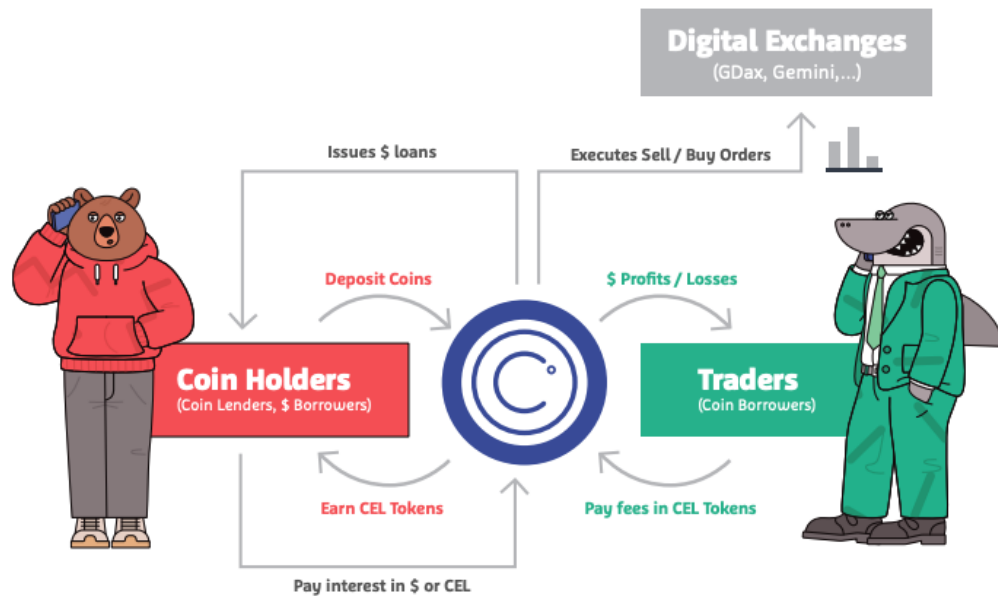 Digital Exchanges
(GDax, Gemini,...)
Issues $ loans
Executes Sell / Buy Orders
Deposit Coins
$ Profits / Losses
Coin Holders
(Coin Lenders, $ Borrowers)
Traders
(Coin Borrowers)
Earn CEL Tokens
Pay fees in CEL Tokens
Pay interest in $ or CEL